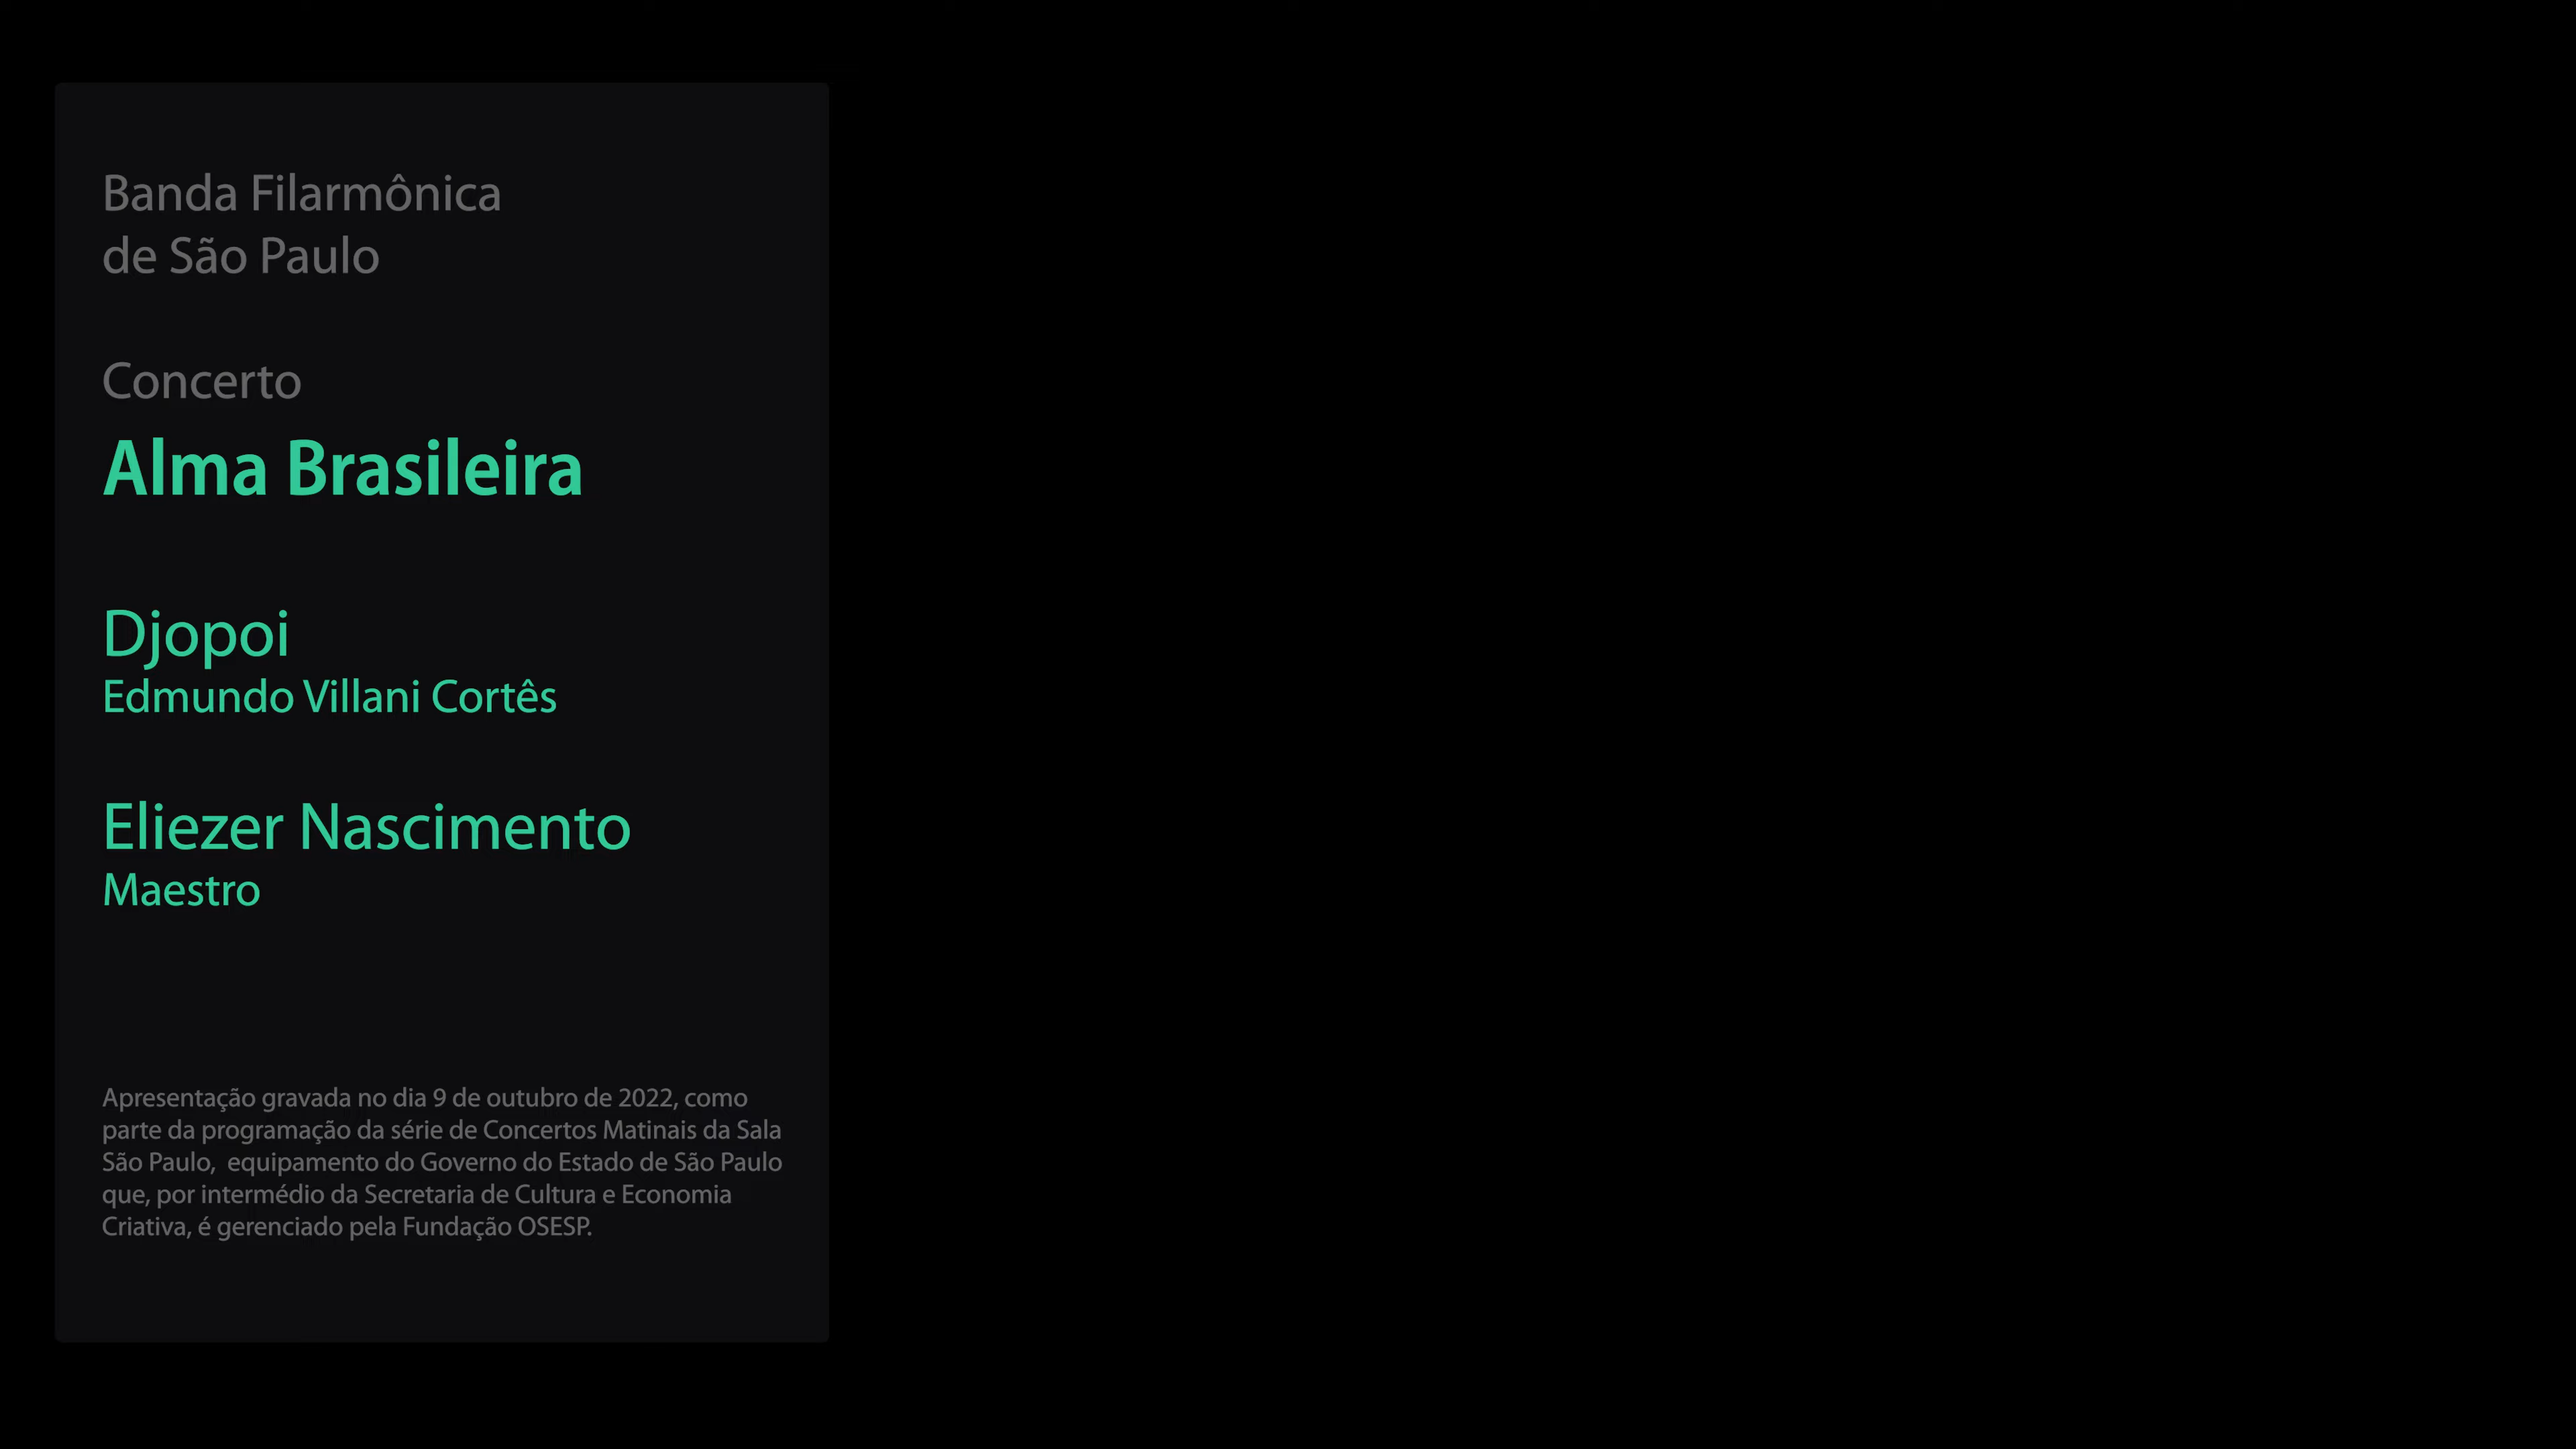 Banda Filarmônica
de São Paulo
Concerto
Alma Brasileira
Djopoi
Edmundo Villani Cortês
Eliezer Nascimento
Maestro
Apresentação gravada no dia 9 de outubro de 2022, como
parte da programação da série de Concertos Matinais da Sala
São Paulo,  equipamento do Governo do Estado de São Paulo
que, por intermédio da Secretaria de Cultura e Economia
Criativa, é gerenciado pela Fundação OSESP.